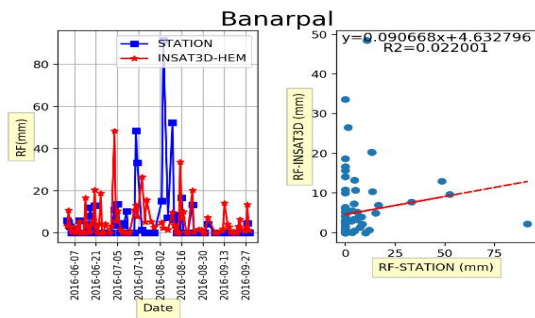 Banarpal
STATION
INSAT3D-HEM
RF(mm)
80
60
40
20
0
2016-06-07
2016-06-21
2016-07-05
2016-07-19
2016-08-02
2016-08-16
2016-08-30
2016-09-13
2016-09-27
Date
y=0.090668x+4.632796
R2=0.022001
RF-INSAT3D (mm)
50
40
30
20
10
0
0
25
50
75
RF-STATION (mm)